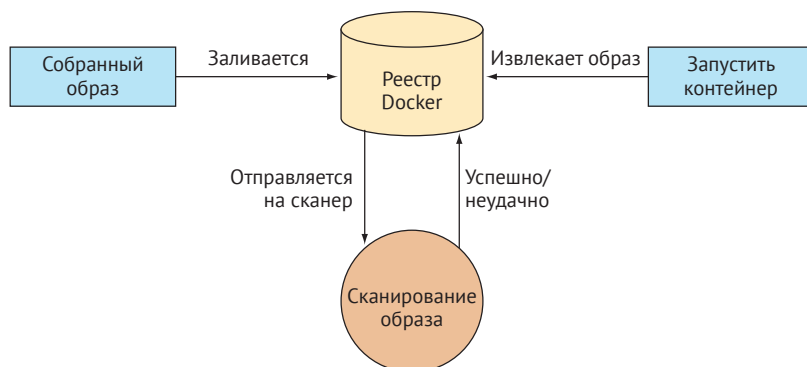 Собранный
образ
Заливается
Реестр
Docker
Извлекает образ
Запустить
контейнер
Отправляется
на сканер
Успешно/
неудачно
Сканирование
образа